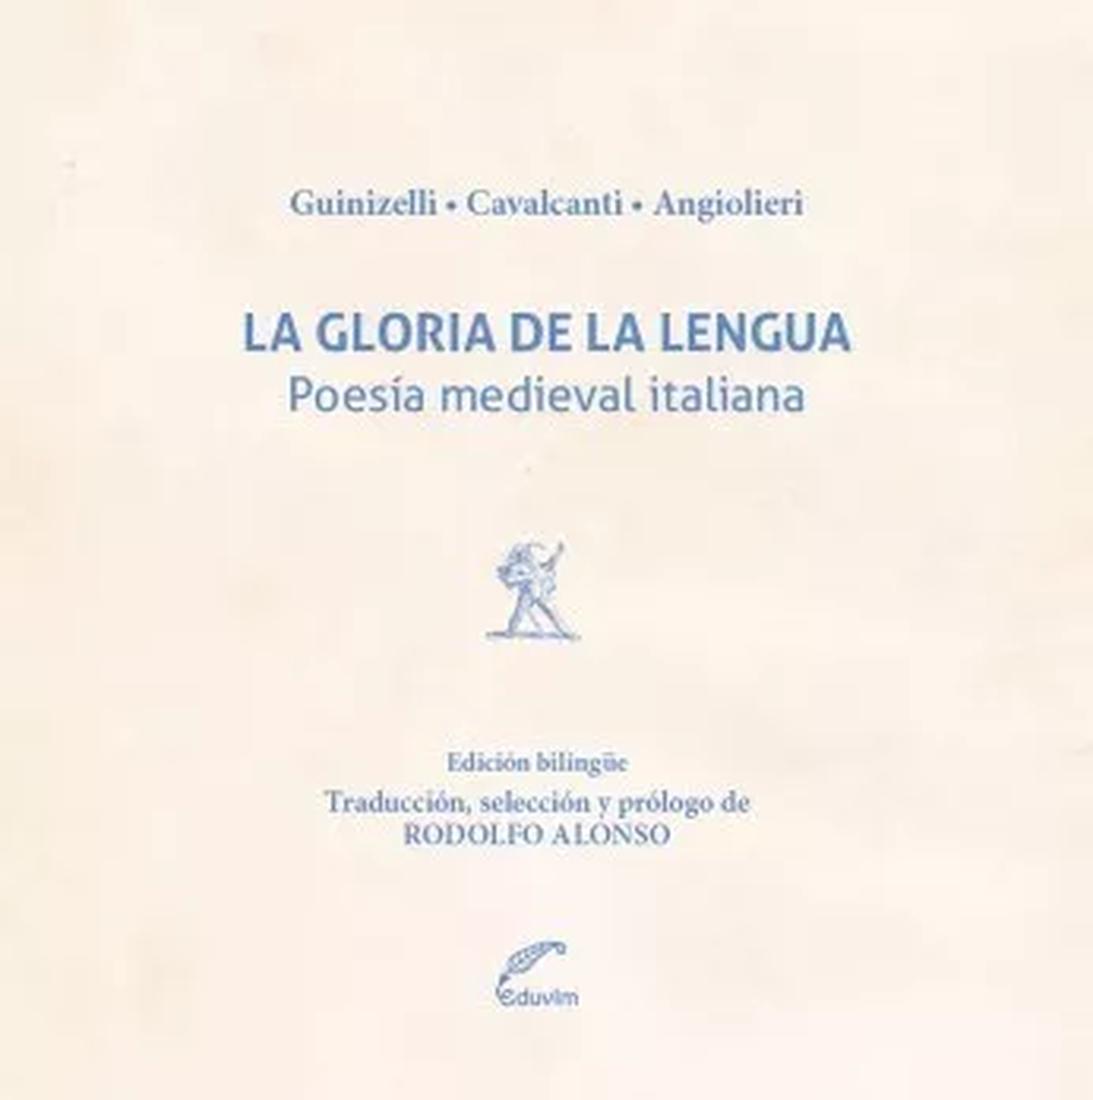 Guinizelli • Cavalcanti • Angiolieri
LA GLORIA DE LA LENGUA
Poesía medieval italiana
Edición bilingüe
Traducción, selección y prólogo de
RODOLFO ALONSO
Eduvim